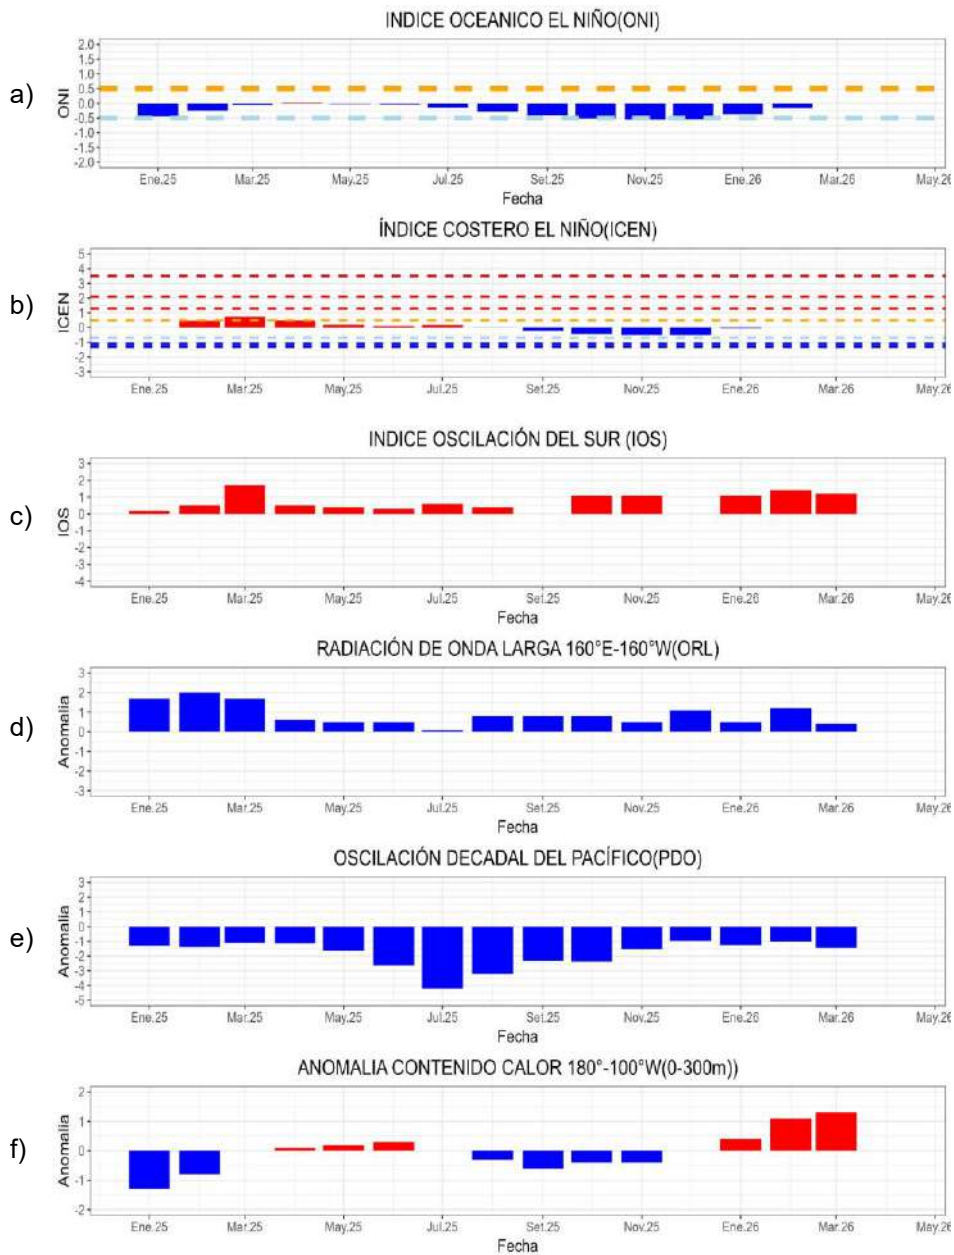 INDICE OCEANICO EL NIÑO(ONI)
a)
ONI
2.0
1.5
1.0
0.5
0.0
-0.5
-1.0
-1.5
-2.0
Ene.25 Mar.25 May.25 Jul.25 Set.25 Nov.25 Ene.26 Mar.26 May.26
Fecha
ÍNDICE COSTERO EL NIÑO(ICEN)
b)
ICEN
5
4
3
2
1
0
-1
-2
-3
Ene.25 Mar.25 May.25 Jul.25 Set.25 Nov.25 Ene.26 Mar.26 May.26
INDICE OSCILACIÓN DEL SUR (IOS)
c)
IOS
3
2
1
0
-1
-2
-3
-4
Ene.25 Mar.25 May.25 Jul.25 Set.25 Nov.25 Ene.26 Mar.26 May.26
Fecha
RADIACIÓN DE ONDA LARGA 160°E-160°W(ORL)
d)
Anomalia
3
2
1
0
-1
-2
-3
Ene.25 Mar.25 May.25 Jul.25 Set.25 Nov.25 Ene.26 Mar.26 May.26
Fecha
OSCILACIÓN DECADAL DEL PACÍFICO(PDO)
e)
Anomalia
3
2
1
0
-1
-2
-3
-4
-5
Ene.25 Mar.25 May.25 Jul.25 Set.25 Nov.25 Ene.26 Mar.26 May.26
Fecha
ANOMALIA CONTENIDO CALOR 180°-100°W(0-300m))
f)
Anomalia
2
1
0
-1
-2
Ene.25 Mar.25 May.25 Jul.25 Set.25 Nov.25 Ene.26 Mar.26 May.26
Fecha